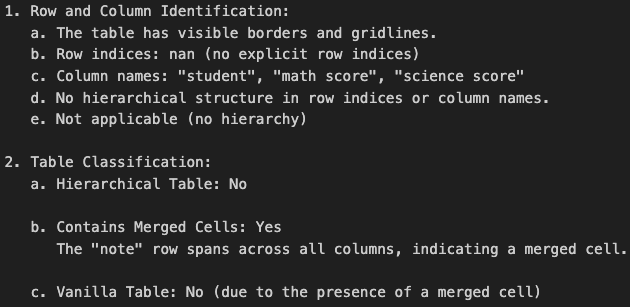 1. Row and Column Identification:
a. The table has visible borders and gridlines.
b. Row indices: nan (no explicit row indices)
c. Column names: "student", "math score", "science score"
d. No hierarchical structure in row indices or column names.
e. Not applicable (no hierarchy)
2. Table Classification:
a. Hierarchical Table: No
b. Contains Merged Cells: Yes
The "note" row spans across all columns, indicating a merged cell.
c. Vanilla Table: No (due to the presence of a merged cell)